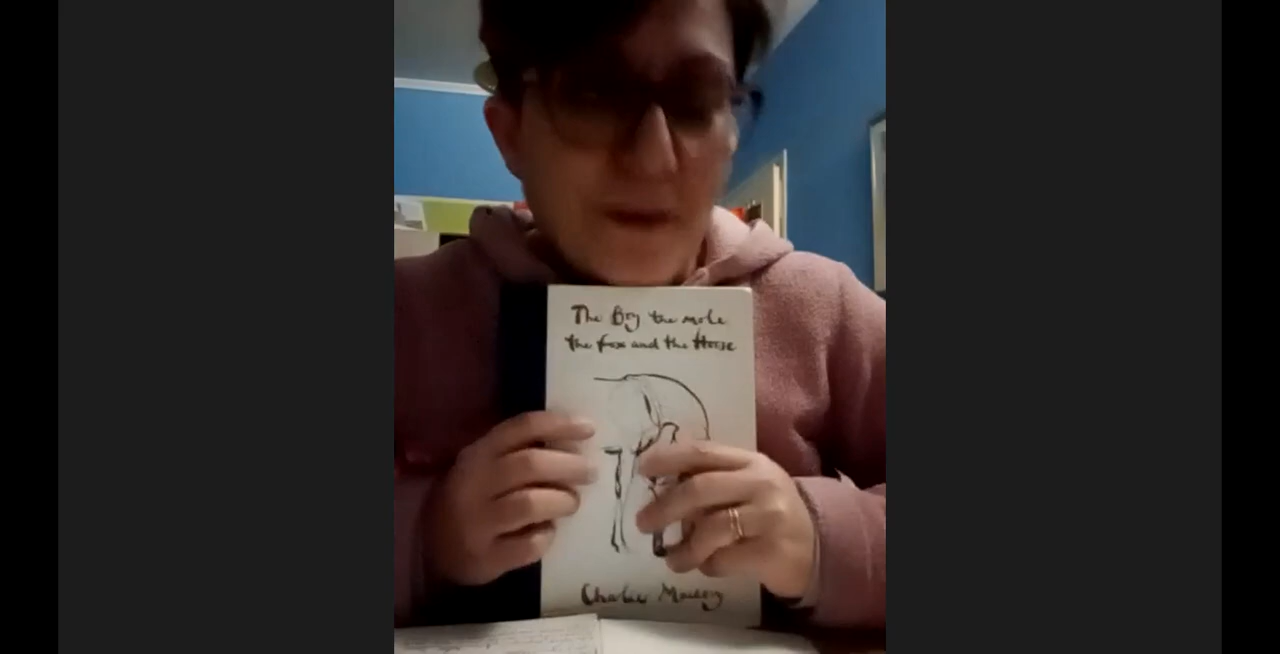 The Boy the mole
the fox and the Horse
Charlie Mackesy